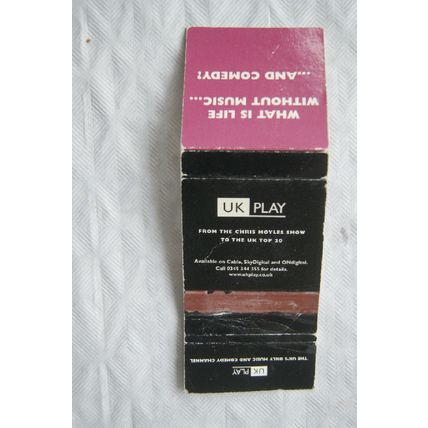 WHAT IS LIFE
WITHOUT MUSIC...
...AND COMEDY?
UK PLAY
FROM THE CHRIS MOYLES SHOW
TO THE UK TOP 20
Available on Cable, SkyDigital and ONdigital.
Call 0345 344 355 for details.
www.ukplay.co.uk
UK PLAY
THE UK'S ONLY MUSIC AND COMEDY CHANNEL